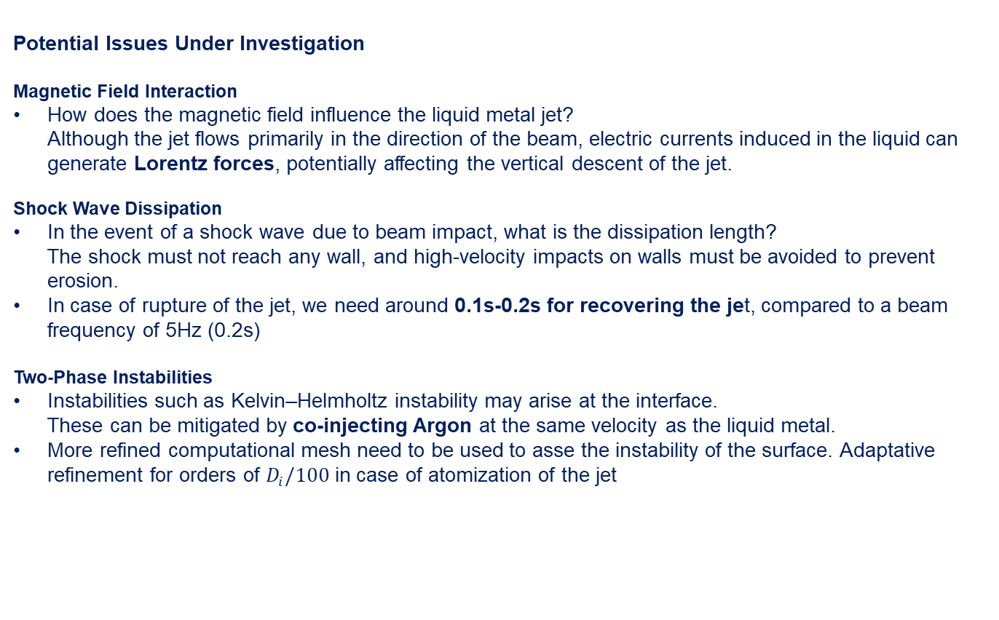 Potential Issues Under Investigation
Magnetic Field Interaction
• How does the magnetic field influence the liquid metal jet?
Although the jet flows primarily in the direction of the beam, electric currents induced in the liquid can
generate Lorentz forces, potentially affecting the vertical descent of the jet.
Shock Wave Dissipation
• In the event of a shock wave due to beam impact, what is the dissipation length?
The shock must not reach any wall, and high-velocity impacts on walls must be avoided to prevent
erosion.
• In case of rupture of the jet, we need around 0.1s-0.2s for recovering the jet, compared to a beam
frequency of 5Hz (0.2s)
Two-Phase Instabilities
• Instabilities such as Kelvin–Helmholtz instability may arise at the interface.
These can be mitigated by co-injecting Argon at the same velocity as the liquid metal.
• More refined computational mesh need to be used to asse the instability of the surface. Adaptative
refinement for orders of 𝐷ᵢ/100 in case of atomization of the jet